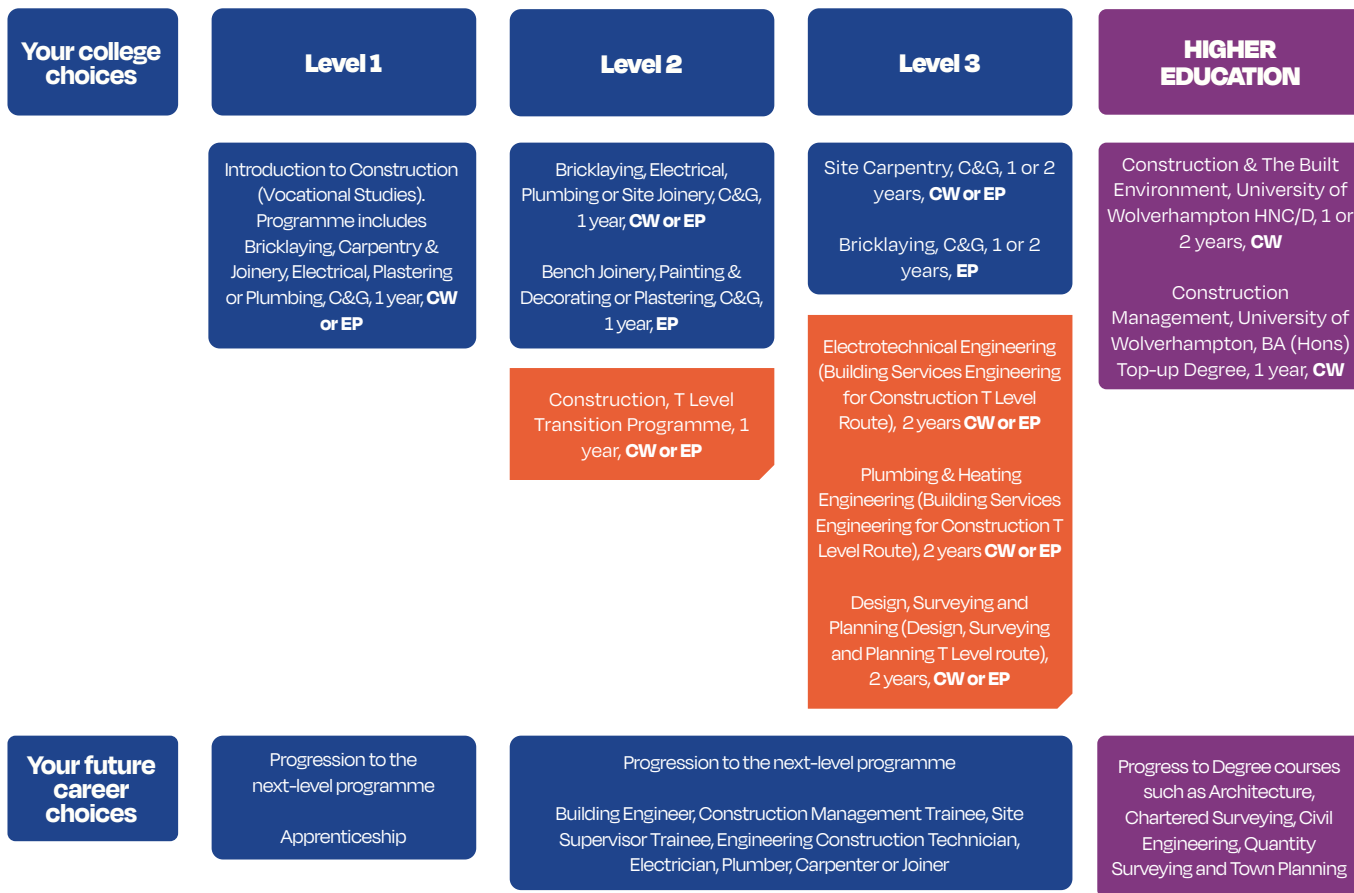 Your college
choices
Level 1
Level 2
Level 3
HIGHER
EDUCATION
Introduction to Construction
(Vocational Studies).
Programme includes
Bricklaying, Carpentry &
Joinery, Electrical, Plastering
or Plumbing, C&G, 1 year, CW
or EP
Bricklaying, Electrical,
Plumbing or Site Joinery, C&G,
1 year, CW or EP
Bench Joinery, Painting &
Decorating or Plastering, C&G,
1 year, EP
Construction, T Level
Transition Programme, 1
year, CW or EP
Site Carpentry, C&G, 1 or 2
years, CW or EP
Bricklaying, C&G, 1 or 2
years, EP
Electrotechnical Engineering
(Building Services Engineering
for Construction T Level
Route), 2 years CW or EP
Plumbing & Heating
Engineering (Building Services
Engineering for Construction T
Level Route), 2 years CW or EP
Design, Surveying and
Planning (Design, Surveying
and Planning T Level route),
2 years, CW or EP
Construction & The Built
Environment, University of
Wolverhampton HNC/D, 1 or
2 years, CW
Construction
Management, University of
Wolverhampton, BA (Hons)
Top-up Degree, 1 year, CW
Your future
career
choices
Progression to the
next-level programme
Apprenticeship
Progression to the next-level programme
Building Engineer, Construction Management Trainee, Site
Supervisor Trainee, Engineering Construction Technician,
Electrician, Plumber, Carpenter or Joiner
Progress to Degree courses
such as Architecture,
Chartered Surveying, Civil
Engineering, Quantity
Surveying and Town Planning